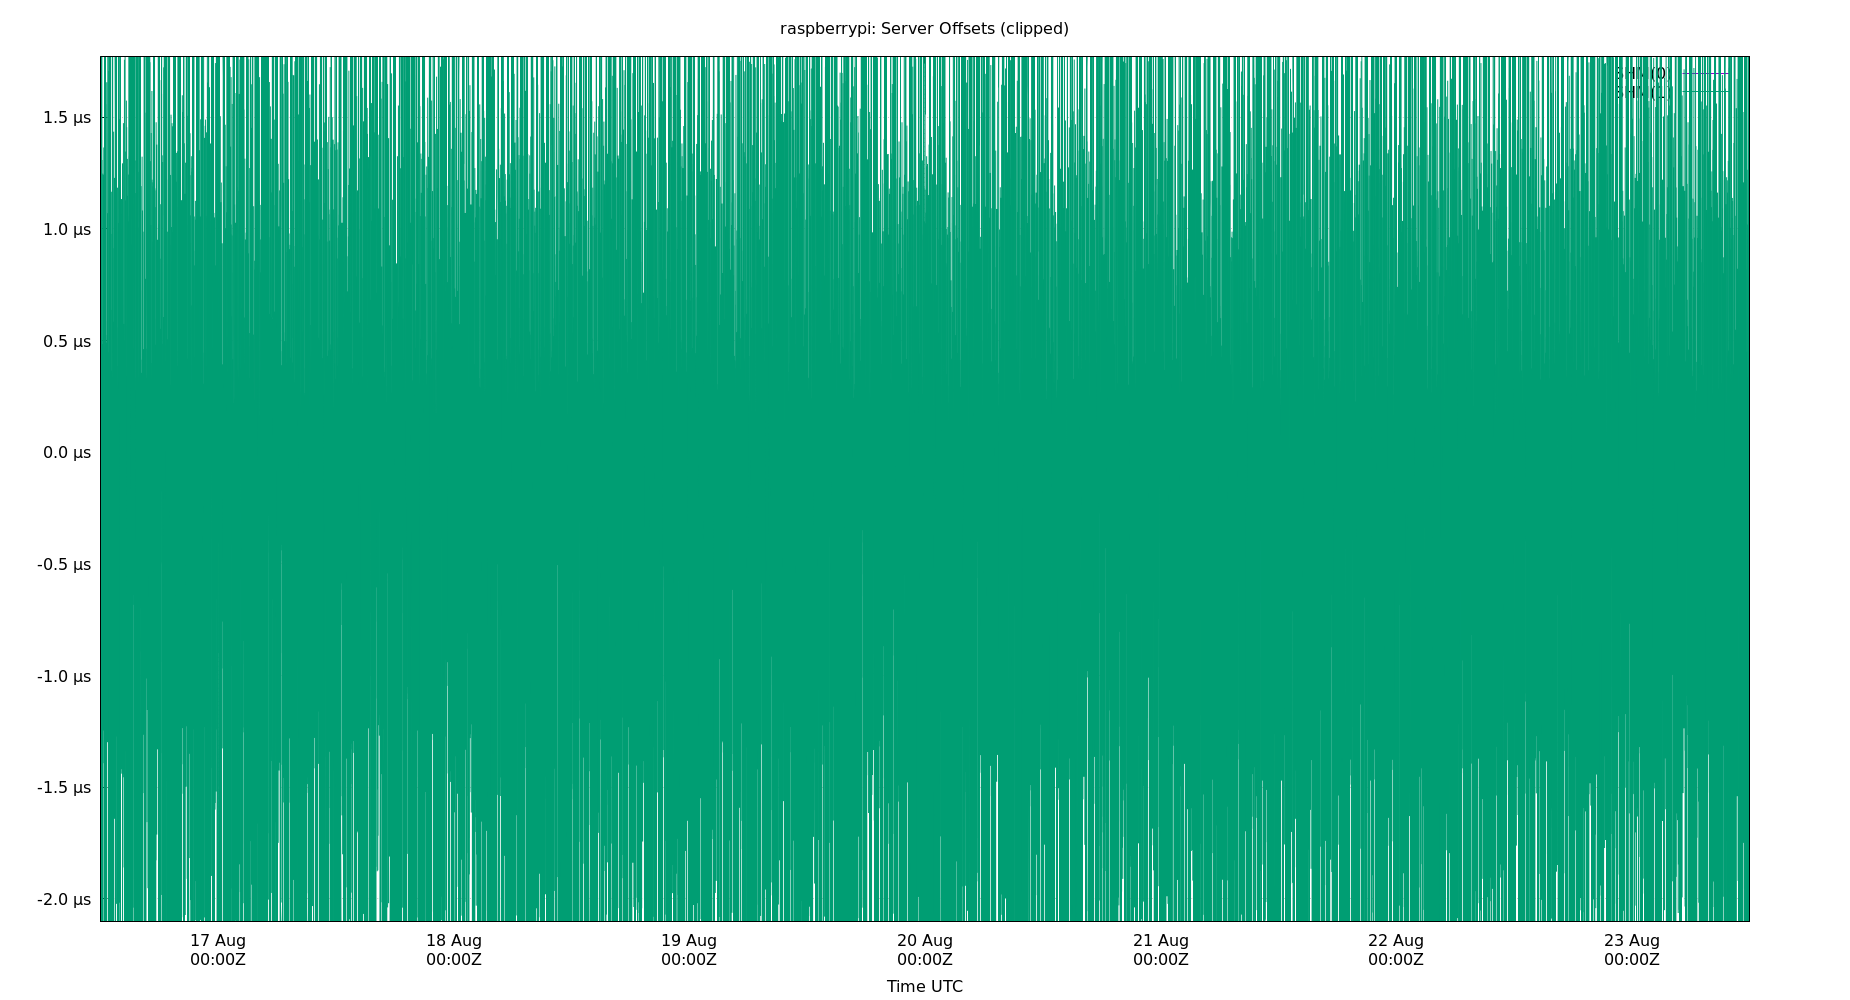 raspberrypi: Server Offsets (clipped)
1.5 µs
1.0 µs
0.5 µs
0.0 µs
-0.5 µs
-1.0 µs
-1.5 µs
-2.0 µs
17 Aug
00:00Z
18 Aug
00:00Z
19 Aug
00:00Z
20 Aug
00:00Z
21 Aug
00:00Z
22 Aug
00:00Z
23 Aug
00:00Z
Time UTC